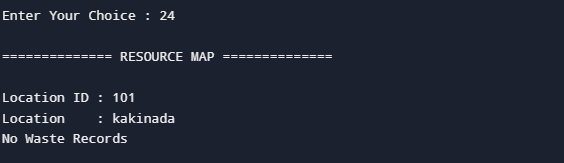 Enter Your Choice : 24
============== RESOURCE MAP ==============
Location ID : 101
Location    : kakinada
No Waste Records